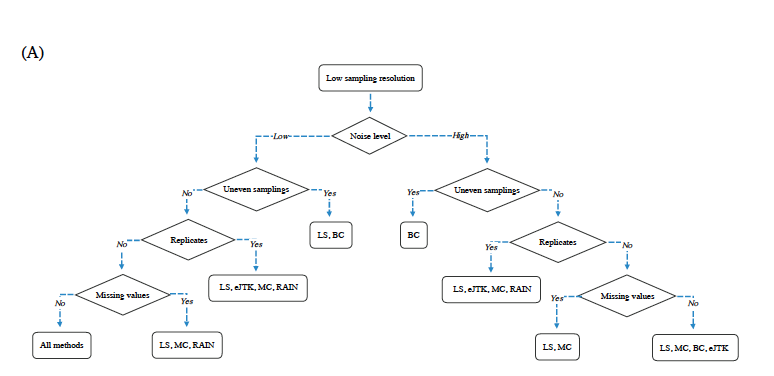 (A)
Low sampling resolution
Low
Noise level
High
No
Uneven samplings
Yes
Yes
Uneven samplings
No
LS, BC
BC
No
Replicates
Yes
Yes
Replicates
No
LS, eJTK, MC, RAIN
LS, eJTK, MC, RAIN
No
Missing values
Yes
Yes
Missing values
No
All methods
LS, MC, RAIN
LS, MC
LS, MC, BC, eJTK